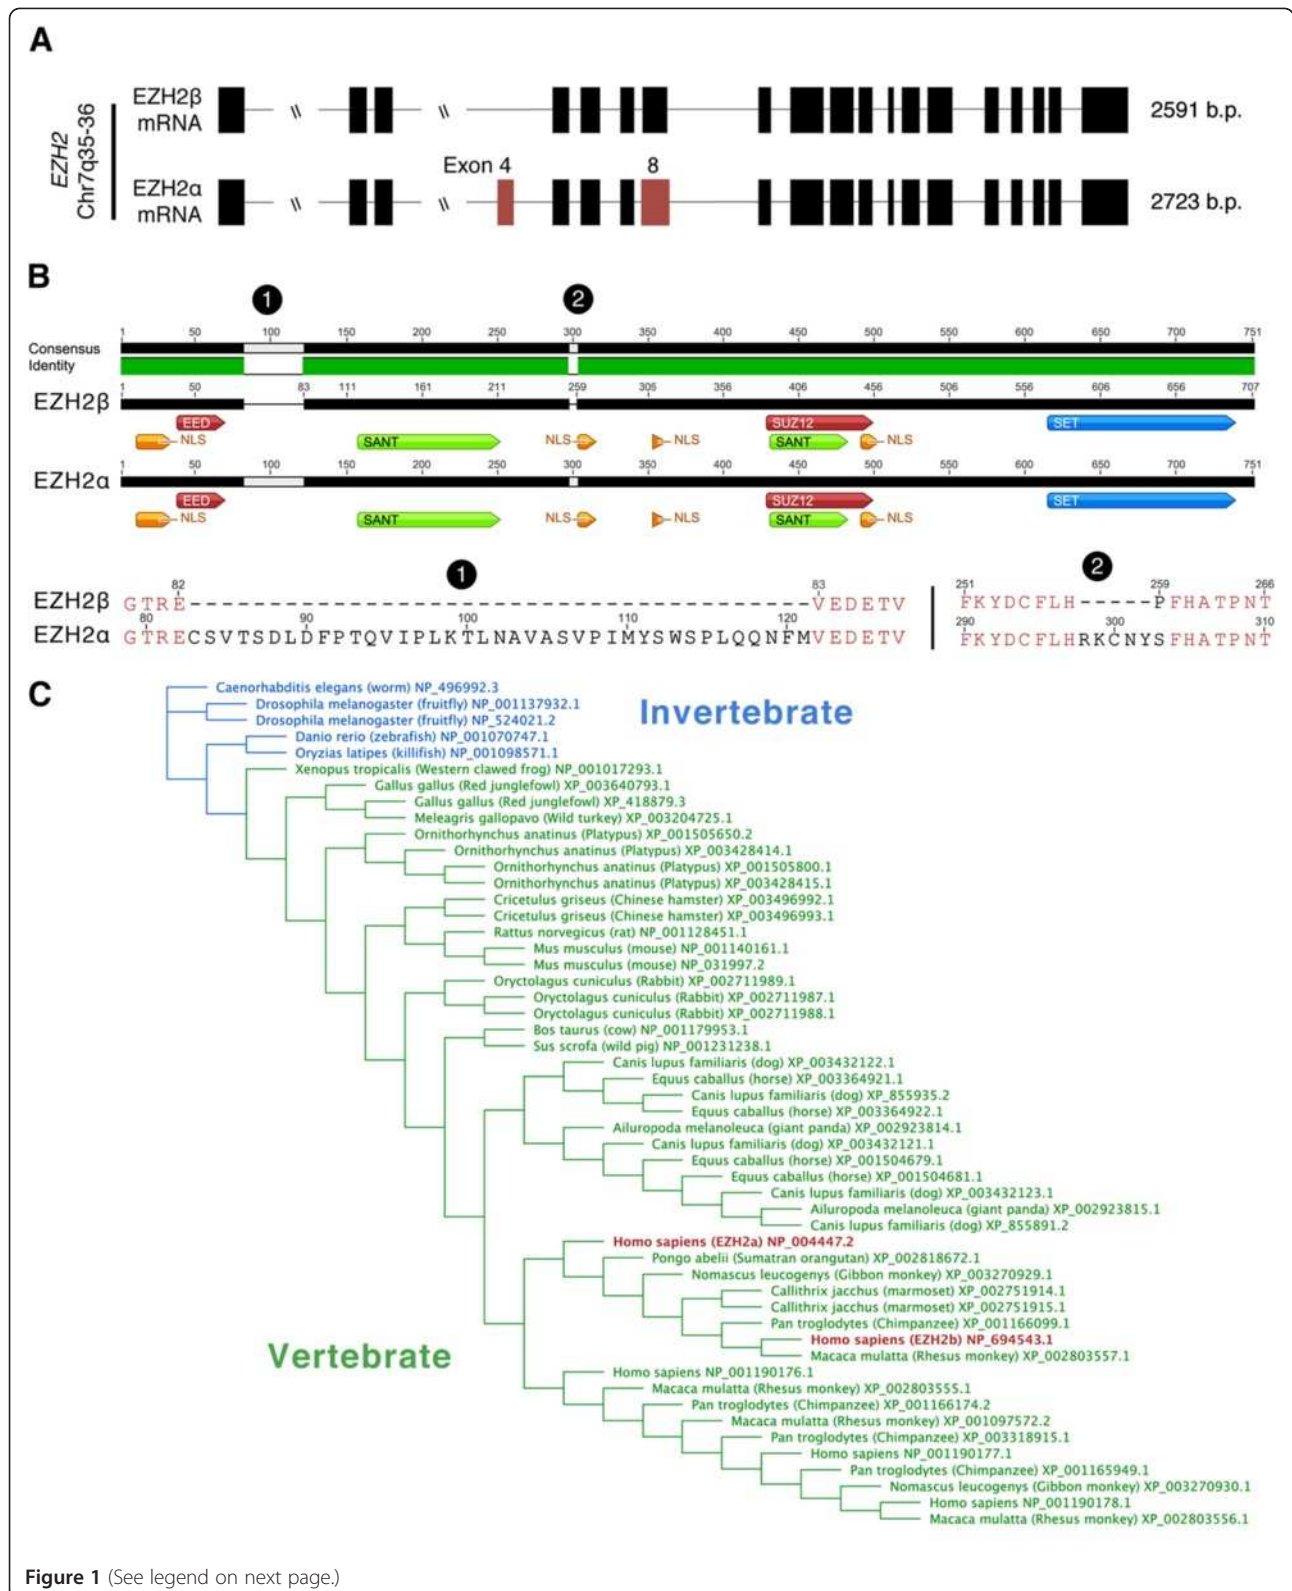 A
EZH2
Chr7q35-36
EZH2β
mRNA
2591 b.p.
Exon 4
8
EZH2α
mRNA
2723 b.p.
B
1
2
1 50 100 150 200 250 300 350 400 450 500 550 600 650 700 751
Consensus
Identity
1 50 83 111 161 211 259 306 356 406 456 506 556 606 656 707
EZH2β
EED SUZ12 SET
NLS SANT NLS NLS SANT NLS
1 50 100 150 200 250 300 350 400 450 500 550 600 650 700 751
EZH2α
EED SUZ12 SET
NLS SANT NLS NLS SANT NLS
1
2
82 83 251 259 266
EZH2β GTRE---------------------------------------VEDETV FKYDCFLH-----PFHATPNT
EZH2α GTRECSVTSDLDFPTQVIPLKTLNAVASVPIMYSWSPLQQNFMVEDETV FKYDCFLHRKCNYSFHATPNT
80 90 100 110 120 290 300 310
C
Caenorhabditis elegans (worm) NP_496992.3
Drosophila melanogaster (fruitfly) NP_001137932.1
Invertebrate
Drosophila melanogaster (fruitfly) NP_524021.2
Danio rerio (zebrafish) NP_001070747.1
Oryzias latipes (killifish) NP_001098571.1
Xenopus tropicalis (Western clawed frog) NP_001017293.1
Gallus gallus (Red junglefowl) XP_003640793.1
Gallus gallus (Red junglefowl) XP_418879.3
Meleagris gallopavo (Wild turkey) XP_003204725.1
Ornithorhynchus anatinus (Platypus) XP_001505650.2
Ornithorhynchus anatinus (Platypus) XP_003428414.1
Ornithorhynchus anatinus (Platypus) XP_001505800.1
Ornithorhynchus anatinus (Platypus) XP_003428415.1
Cricetulus griseus (Chinese hamster) XP_003496992.1
Cricetulus griseus (Chinese hamster) XP_003496993.1
Rattus norvegicus (rat) NP_001128451.1
Mus musculus (mouse) NP_001140161.1
Mus musculus (mouse) NP_031997.2
Oryctolagus cuniculus (Rabbit) XP_002711989.1
Oryctolagus cuniculus (Rabbit) XP_002711987.1
Oryctolagus cuniculus (Rabbit) XP_002711988.1
Bos taurus (cow) NP_001179953.1
Sus scrofa (wild pig) NP_001231238.1
Canis lupus familiaris (dog) XP_003432122.1
Equus caballus (horse) XP_003364921.1
Canis lupus familiaris (dog) XP_855935.2
Equus caballus (horse) XP_003364922.1
Ailuropoda melanoleuca (giant panda) XP_002923814.1
Canis lupus familiaris (dog) XP_003432121.1
Equus caballus (horse) XP_001504679.1
Equus caballus (horse) XP_001504681.1
Canis lupus familiaris (dog) XP_003432123.1
Ailuropoda melanoleuca (giant panda) XP_002923815.1
Canis lupus familiaris (dog) XP_855891.2
Homo sapiens (EZH2a) NP_004447.2
Pongo abelii (Sumatran orangutan) XP_002818672.1
Nomascus leucogenys (Gibbon monkey) XP_003270929.1
Callithrix jacchus (marmoset) XP_002751914.1
Callithrix jacchus (marmoset) XP_002751915.1
Pan troglodytes (Chimpanzee) XP_001166099.1
Homo sapiens (EZH2b) NP_694543.1
Vertebrate
Macaca mulatta (Rhesus monkey) XP_002803557.1
Homo sapiens NP_001190176.1
Macaca mulatta (Rhesus monkey) XP_002803555.1
Pan troglodytes (Chimpanzee) XP_001166174.2
Macaca mulatta (Rhesus monkey) XP_001097572.2
Pan troglodytes (Chimpanzee) XP_003318915.1
Homo sapiens NP_001190177.1
Pan troglodytes (Chimpanzee) XP_001165949.1
Nomascus leucogenys (Gibbon monkey) XP_003270930.1
Homo sapiens NP_001190178.1
Macaca mulatta (Rhesus monkey) XP_002803556.1
Figure 1 (See legend on next page.)